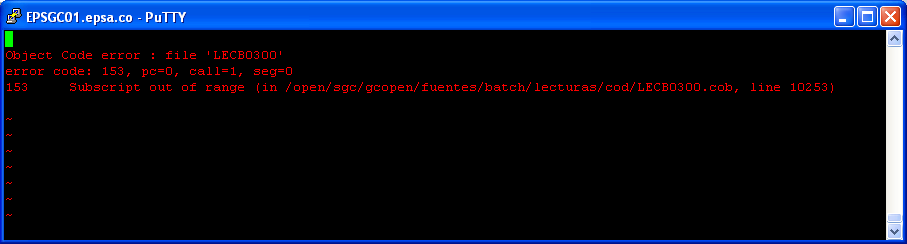 EPSGC01.epsa.co - PuTTY
Object Code error : file 'LECB0300'
error code: 153, pc=0, call=1, seg=0
153     Subscript out of range (in /open/sgc/gcopen/fuentes/batch/lecturas/cod/LECB0300.cob, line 10253)
~
~
~
~
~
~
~